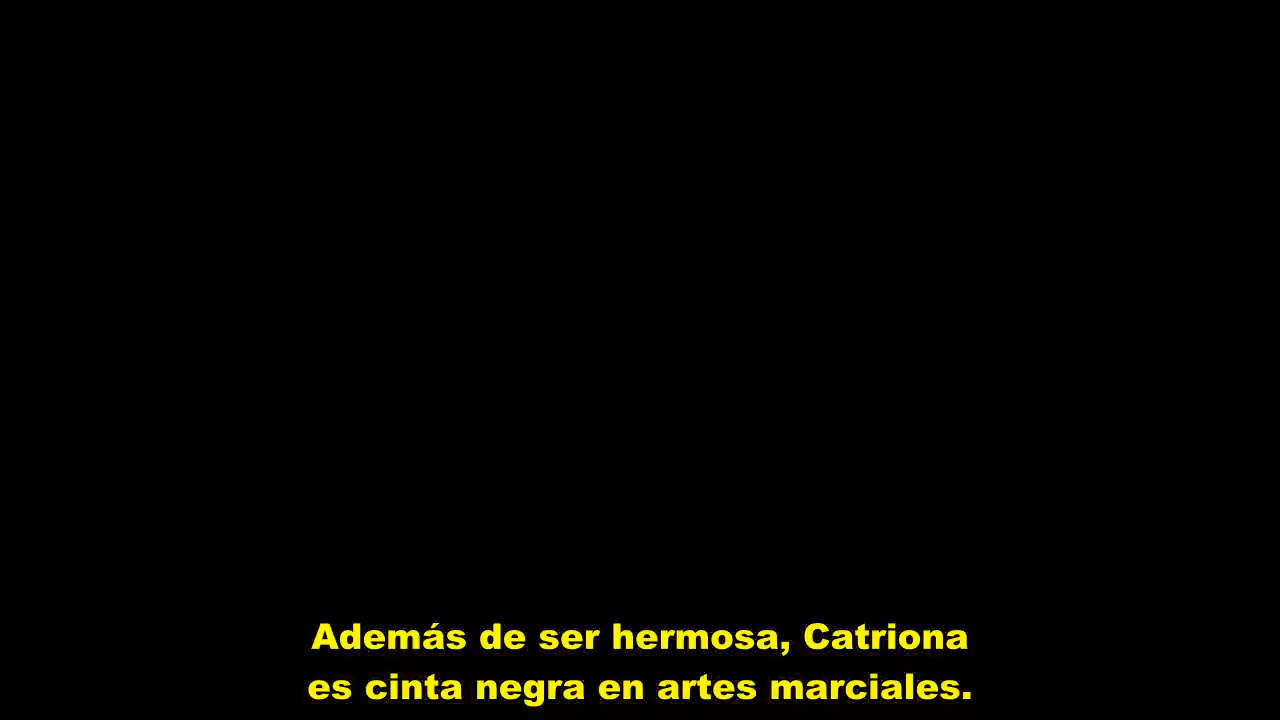 Además de ser hermosa, Catriona
es cinta negra en artes marciales.